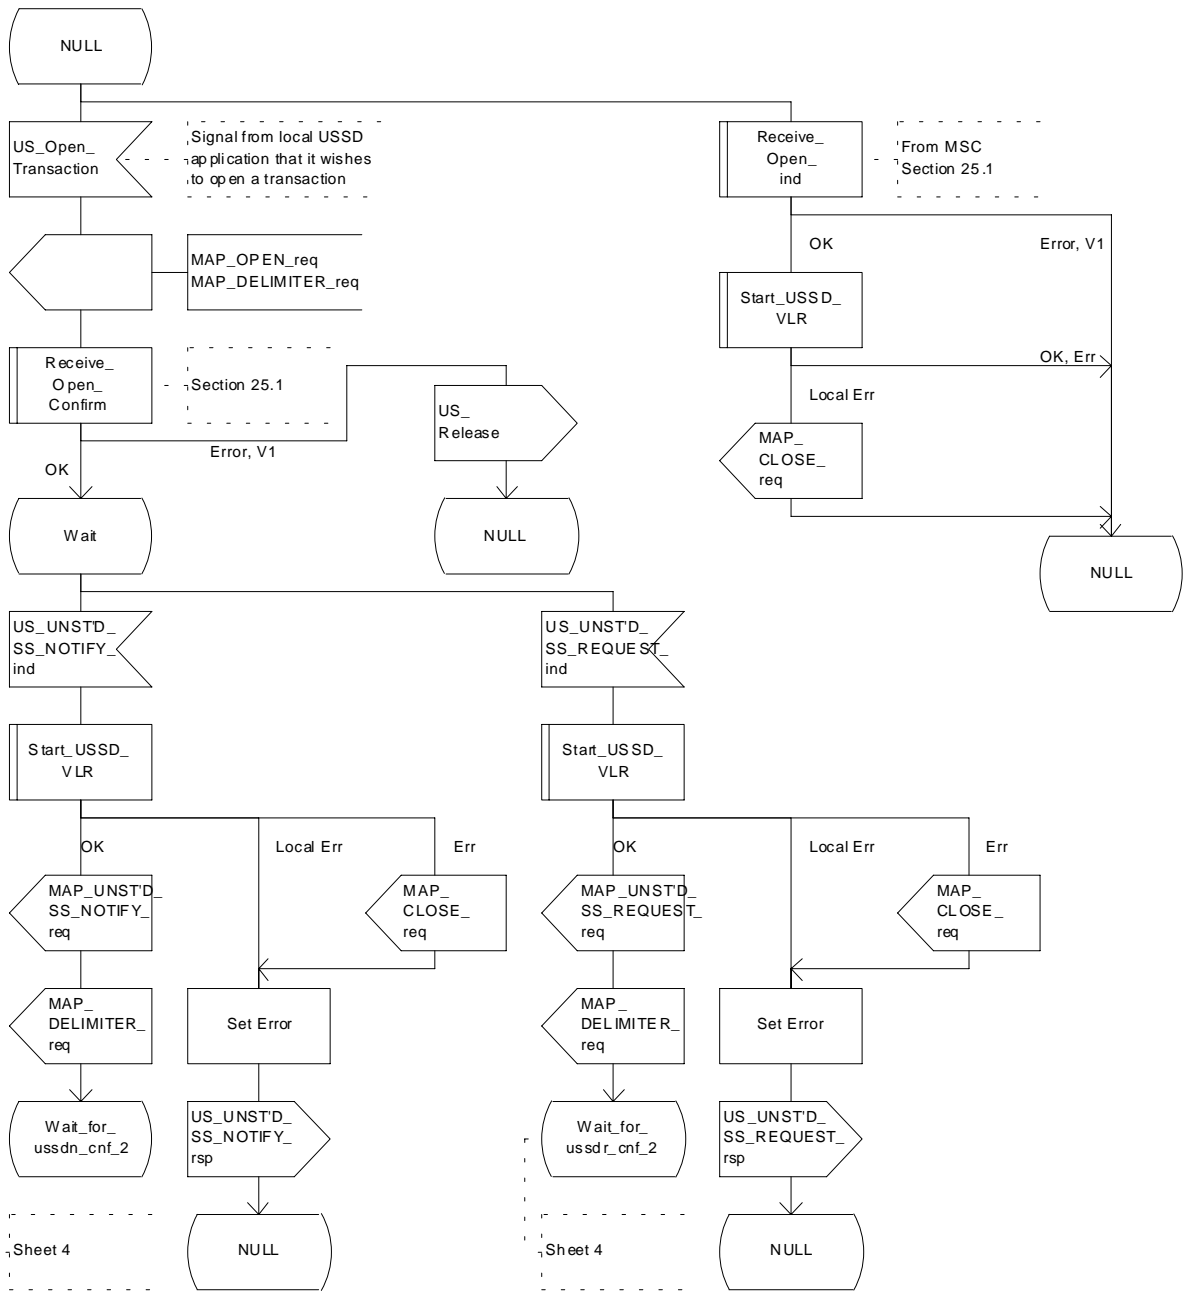 NULL
US_Open_
Transaction
Signal from local USSD
application that it wishes
to open a transaction
Receive_
Open_
ind
From MSC
Section 25.1
MAP_OPEN_req
MAP_DELIMITER_req
OK
Error, V1
Start_USSD_
VLR
Receive_
Open_
Confirm
Section 25.1
OK, Err
Local Err
US_
Release
Error, V1
OK
MAP_
CLOSE_
req
Wait
NULL
NULL
US_UNST'D_
SS_NOTIFY_
ind
US_UNST'D_
SS_REQUEST_
ind
Start_USSD_
VLR
Start_USSD_
VLR
OK
Local Err
Err
OK
Local Err
Err
MAP_UNST'D_
SS_NOTIFY_
req
MAP_
CLOSE_
req
MAP_UNST'D_
SS_REQUEST_
req
MAP_
CLOSE_
req
MAP_
DELIMITER_
req
Set Error
MAP_
DELIMITER_
req
Set Error
Wait_for_
ussdn_cnf_2
US_UNST'D_
SS_NOTIFY_
rsp
Wait_for_
ussdr_cnf_2
US_UNST'D_
SS_REQUEST_
rsp
Sheet 4
NULL
Sheet 4
NULL